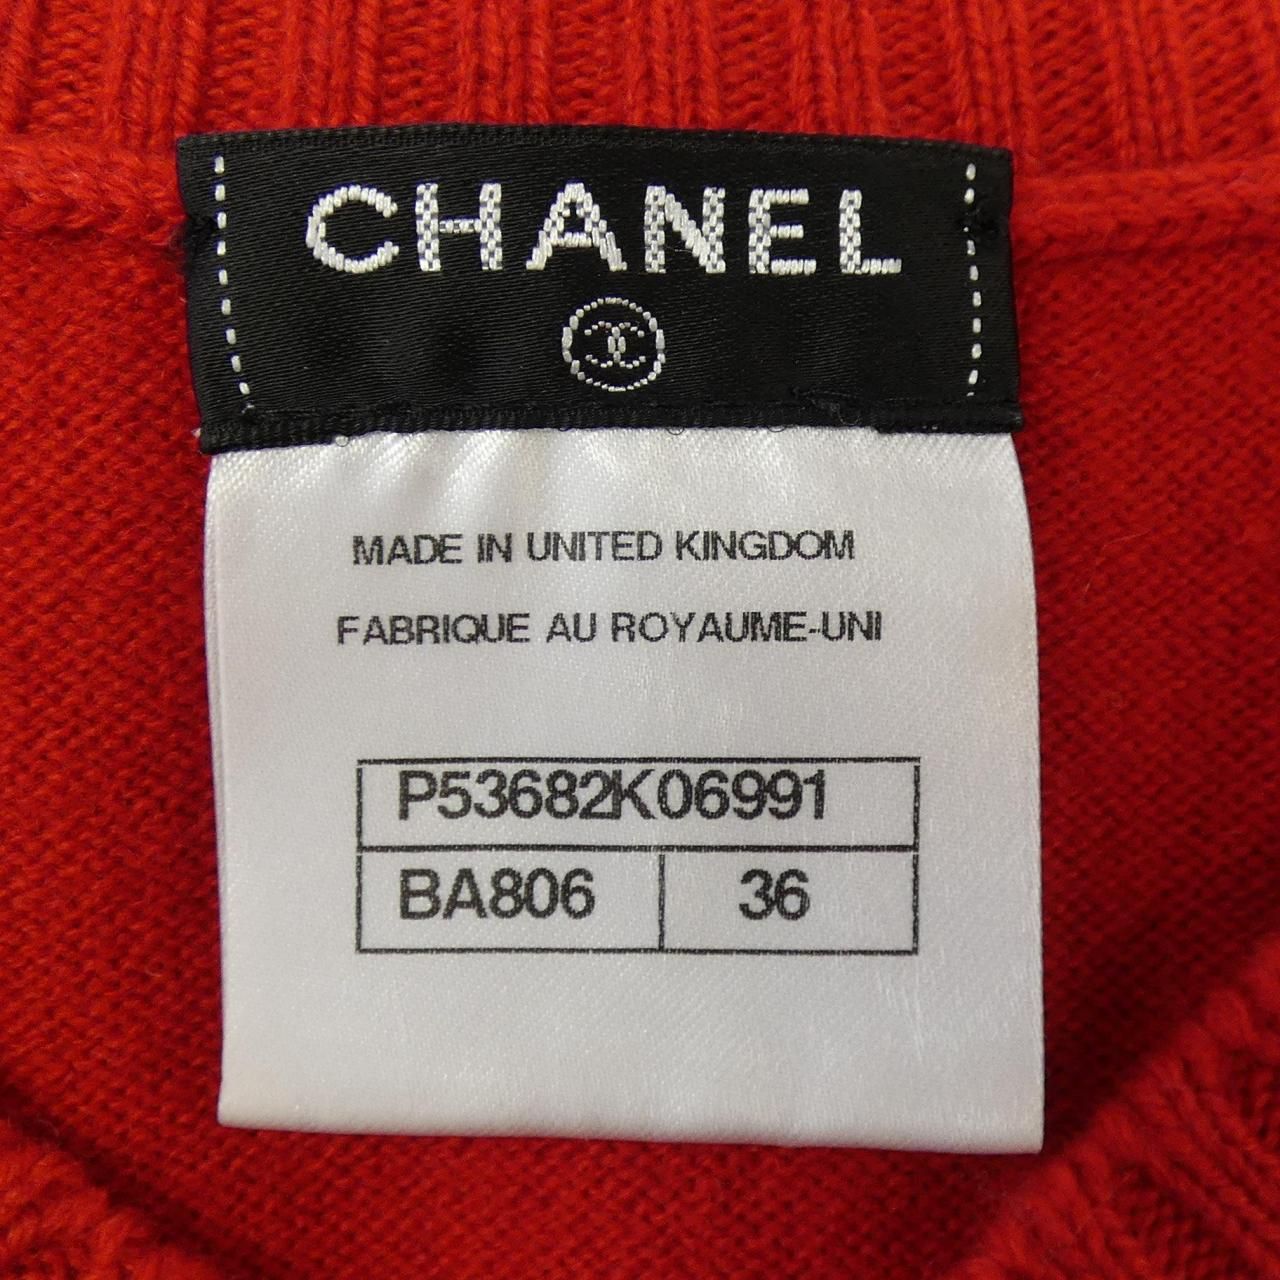 CHANEL
MADE IN UNITED KINGDOM
FABRIQUE AU ROYAUME-UNI
P53682K06991
BA806 36